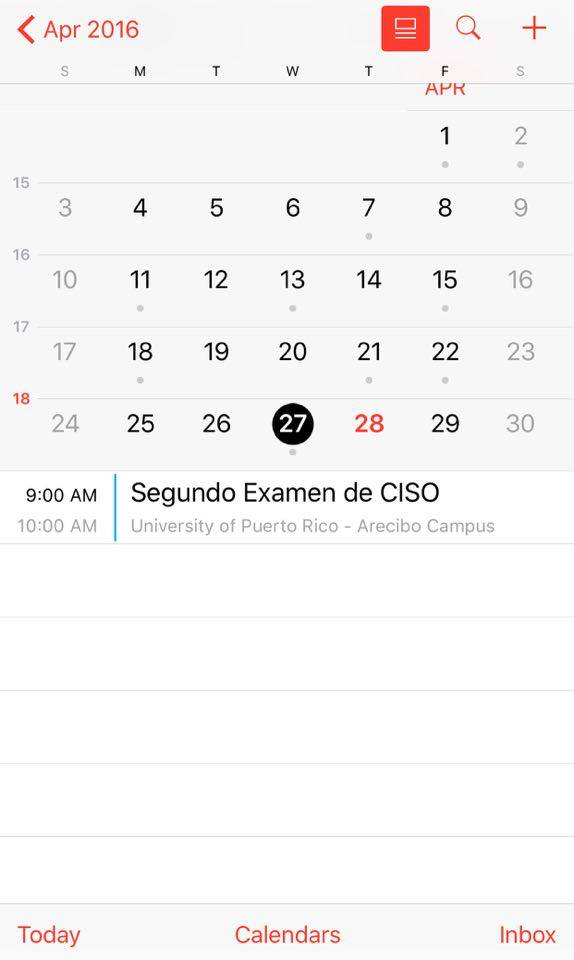 Apr 2016
S M T W T F S
APR
1 2
15
3 4 5 6 7 8 9
16
10 11 12 13 14 15 16
17
17 18 19 20 21 22 23
18
24 25 26 27 28 29 30
9:00 AM Segundo Examen de CISO
10:00 AM University of Puerto Rico - Arecibo Campus
Today Calendars Inbox